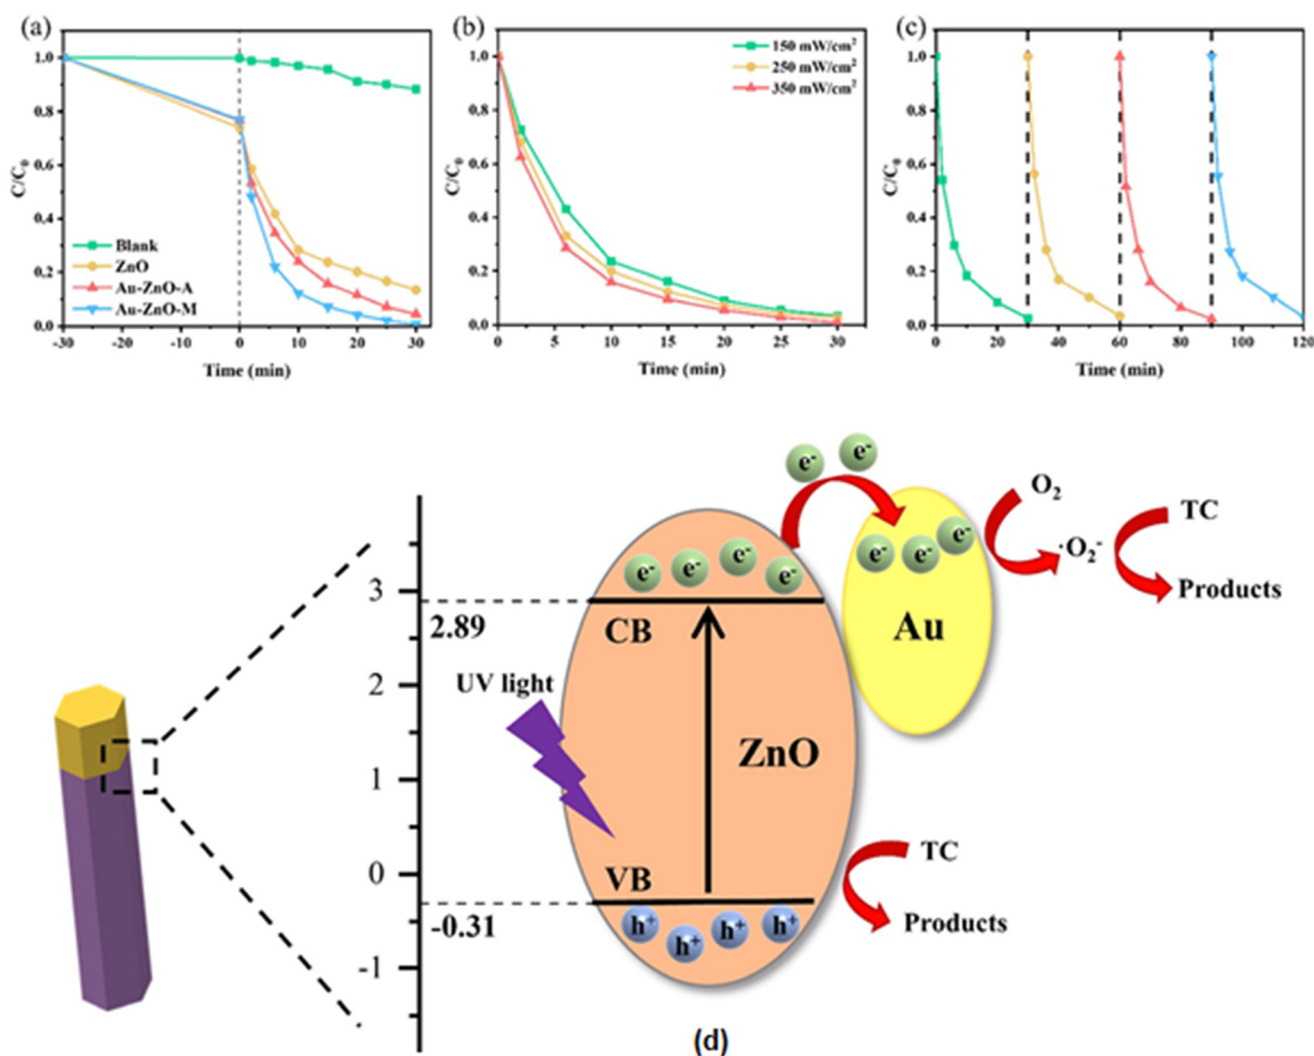 (a)
1.0
0.8
0.6
0.4
0.2
0.0
C/C0
Blank
ZnO
Au-ZnO-A
Au-ZnO-M
-30 -20 -10 0 10 20 30
Time (min)
(b)
1.0
0.8
0.6
0.4
0.2
0.0
C/C0
150 mW/cm²
250 mW/cm²
350 mW/cm²
0 5 10 15 20 25 30
Time (min)
(c)
1.0
0.8
0.6
0.4
0.2
0.0
C/C0
0 20 40 60 80 100 120
Time (min)
3
2
1
0
-1
2.89
-0.31
UV light
e- e- e- e-
CB
ZnO
VB
h+ h+ h+ h+
e- e-
e- e- e-
Au
O2
·O2-
TC
Products
TC
Products
(d)